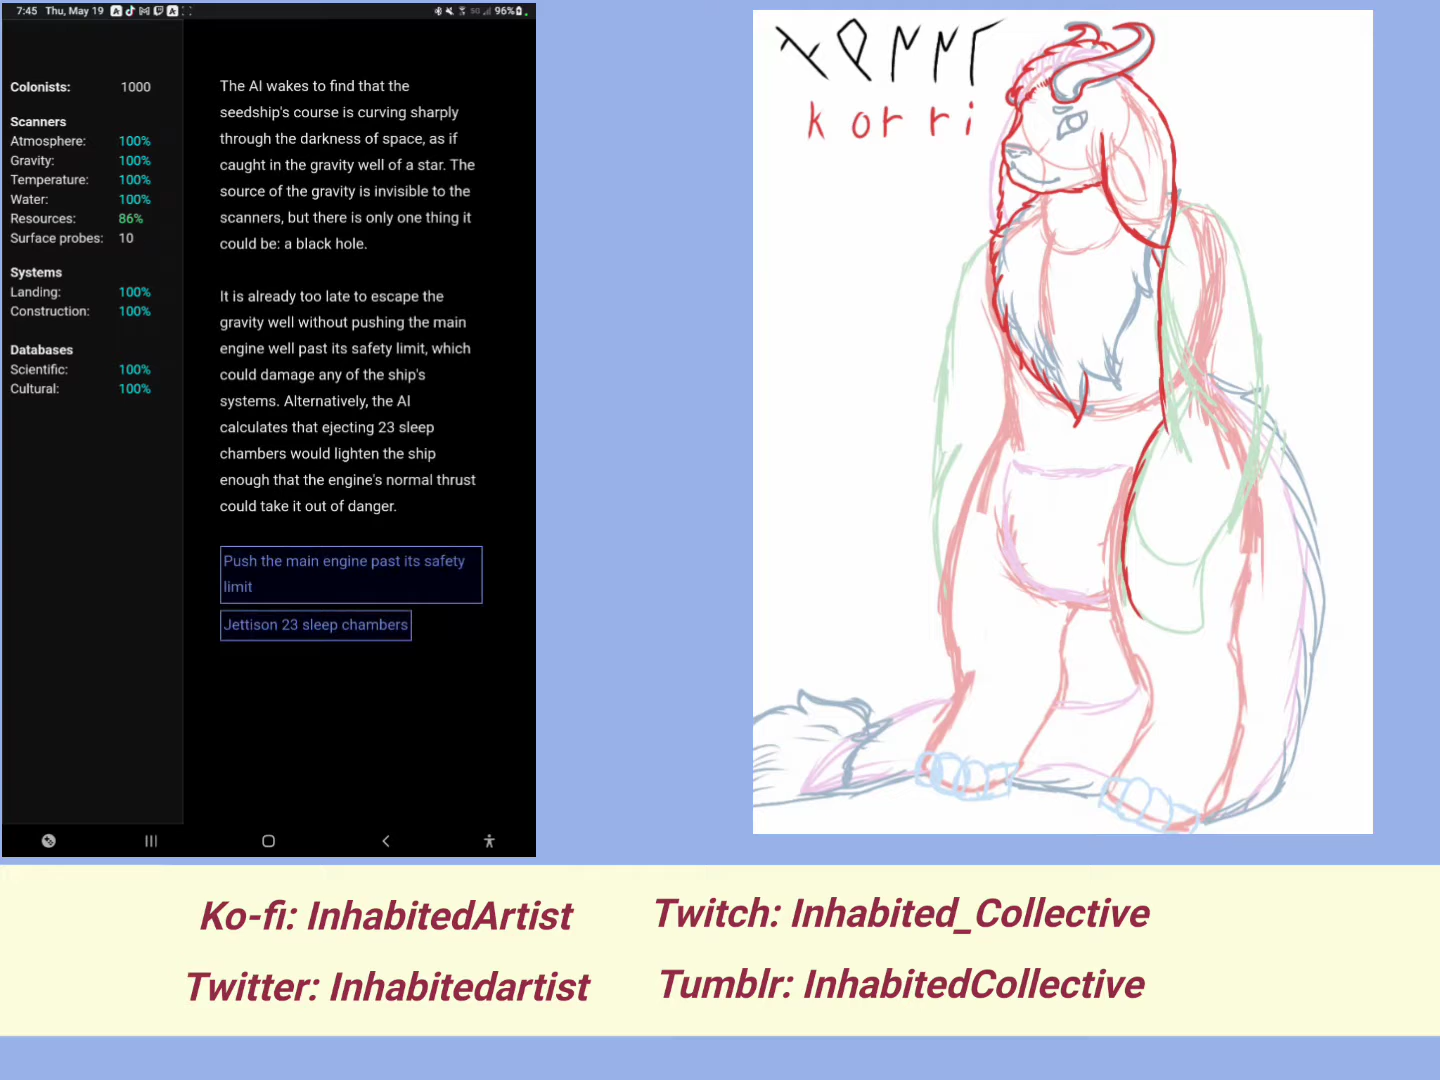 7:45 Thu, May 19
96%
Colonists: 1000
Scanners
Atmosphere: 100%
Gravity: 100%
Temperature: 100%
Water: 100%
Resources: 86%
Surface probes: 10
Systems
Landing: 100%
Construction: 100%
Databases
Scientific: 100%
Cultural: 100%
The AI wakes to find that the
seedship's course is curving sharply
through the darkness of space, as if
caught in the gravity well of a star. The
source of the gravity is invisible to the
scanners, but there is only one thing it
could be: a black hole.
It is already too late to escape the
gravity well without pushing the main
engine well past its safety limit, which
could damage any of the ship's
systems. Alternatively, the AI
calculates that ejecting 23 sleep
chambers would lighten the ship
enough that the engine's normal thrust
could take it out of danger.
Push the main engine past its safety
limit
Jettison 23 sleep chambers
korri
Ko-fi: InhabitedArtist
Twitch: Inhabited_Collective
Twitter: Inhabitedartist
Tumblr: InhabitedCollective